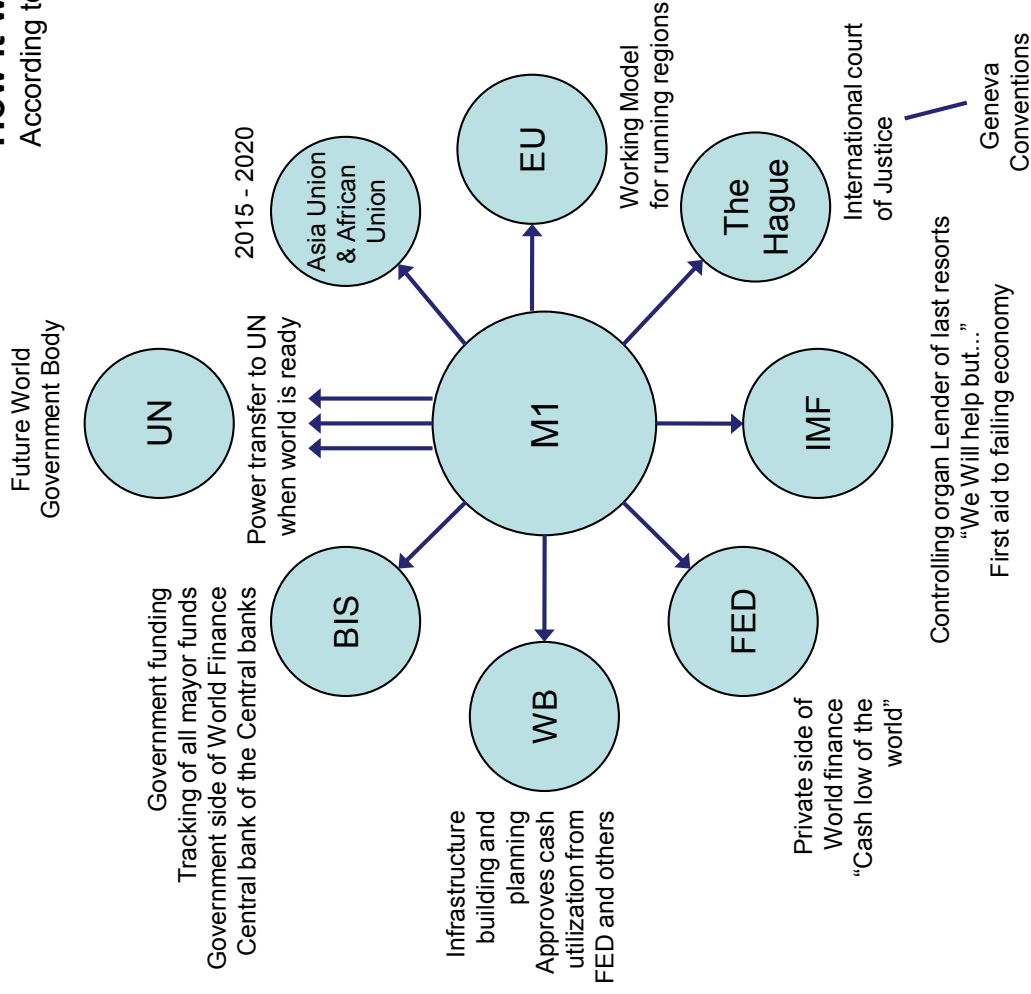 How it
According to
Future World
Government Body
UN
Power transfer to UN
when world is ready
2015 - 2020
Asia Union
& African
Union
Government funding
Tracking of all mayor funds
Government side of World Finance
Central bank of the Central banks
BIS
EU
Working Model
for running regions
M1
WB
Infrastructure
building and
planning
Approves cash
utilization from
FED and others
The
Hague
International court
of Justice
Geneva
Conventions
FED
Private side of
World finance
“Cash low of the
world”
IMF
Controlling organ Lender of last resorts
“We Will help but...”
First aid to failing economy